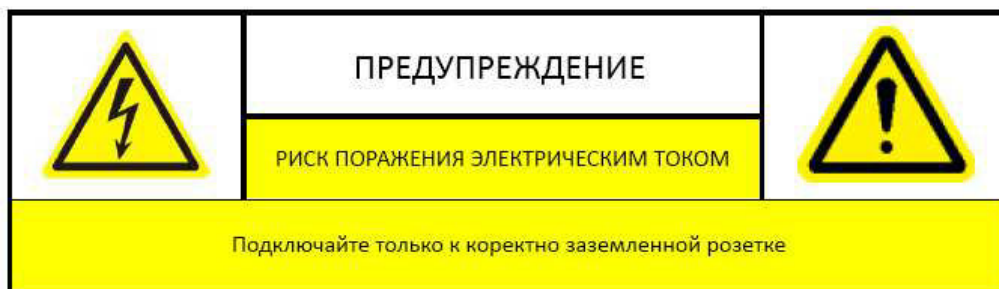 ПРЕДУПРЕЖДЕНИЕ
РИСК ПОРАЖЕНИЯ ЭЛЕКТРИЧЕСКИМ ТОКОМ
Подключайте только к коректно заземленной розетке